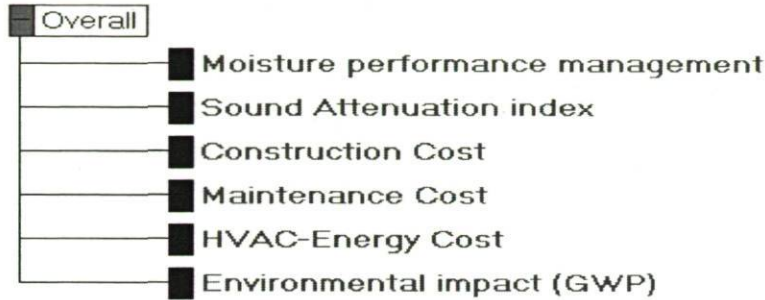 Overall
Moisture performance management
Sound Attenuation index
Construction Cost
Maintenance Cost
HVAC-Energy Cost
Environmental impact (GWP)